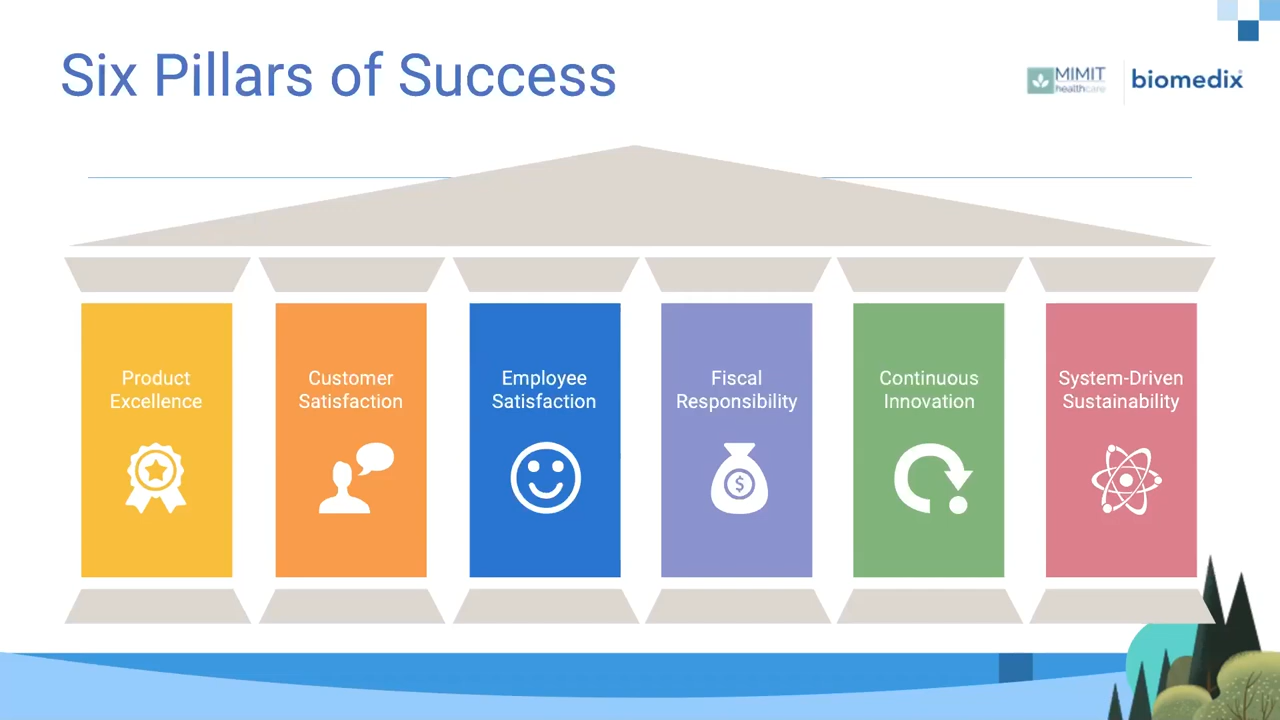 Six Pillars of Success
MIMIT
healthcare
biomedix
Product
Excellence
Customer
Satisfaction
Employee
Satisfaction
Fiscal
Responsibility
$
Continuous
Innovation
System-Driven
Sustainability